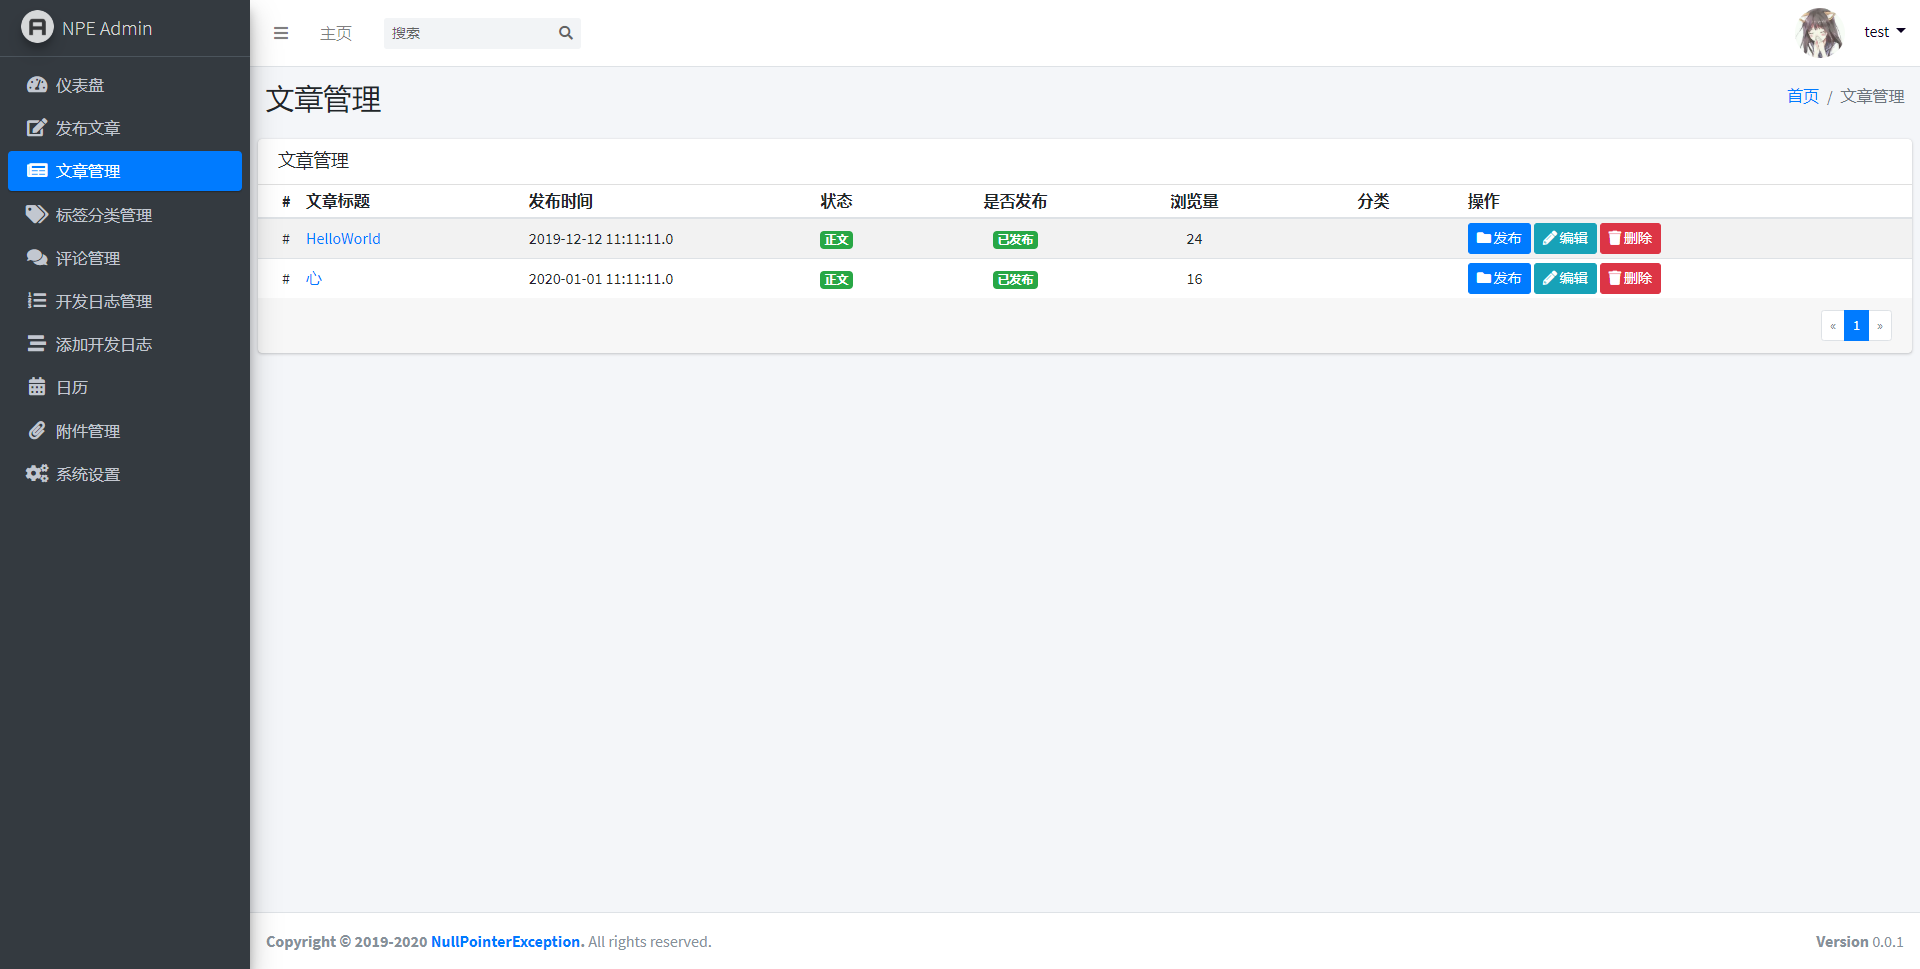 NPE Admin
主页
搜索
test
仪表盘
发布文章
文章管理
标签分类管理
评论管理
开发日志管理
添加开发日志
日历
附件管理
系统设置
文章管理
首页 / 文章管理
文章管理
# 文章标题 发布时间 状态 是否发布 浏览量 分类 操作
# HelloWorld 2019-12-12 11:11:11.0 正文 已发布 24 发布 编辑 删除
# 心 2020-01-01 11:11:11.0 正文 已发布 16 发布 编辑 删除
« 1 »
Copyright © 2019-2020 NullPointerException. All rights reserved.
Version 0.0.1